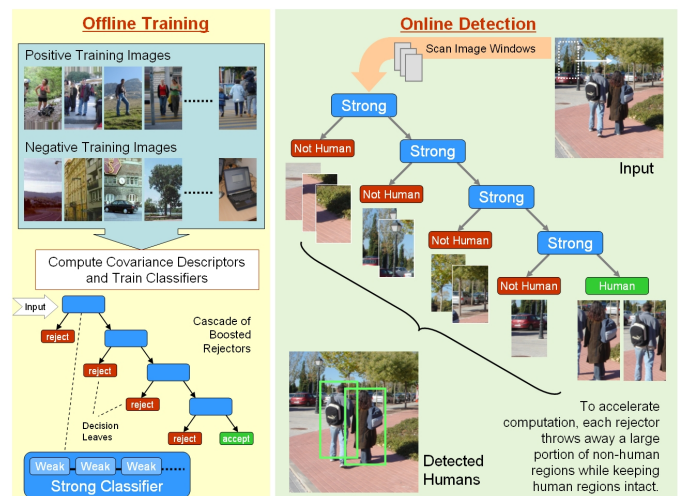 Offline Training
Positive Training Images
........
Negative Training Images
........
Compute Covariance Descriptors
and Train Classifiers
Input
Cascade of
Boosted
Rejectors
reject
reject
reject
Decision
Leaves
reject
accept
Weak
Weak
Weak
......
Strong Classifier
Online Detection
Scan Image Windows
Input
Strong
Not Human
Strong
Not Human
Strong
Not Human
Strong
Not Human
Human
Detected
Humans
To accelerate
computation, each rejector
throws away a large
portion of non-human
regions while keeping
human regions intact.